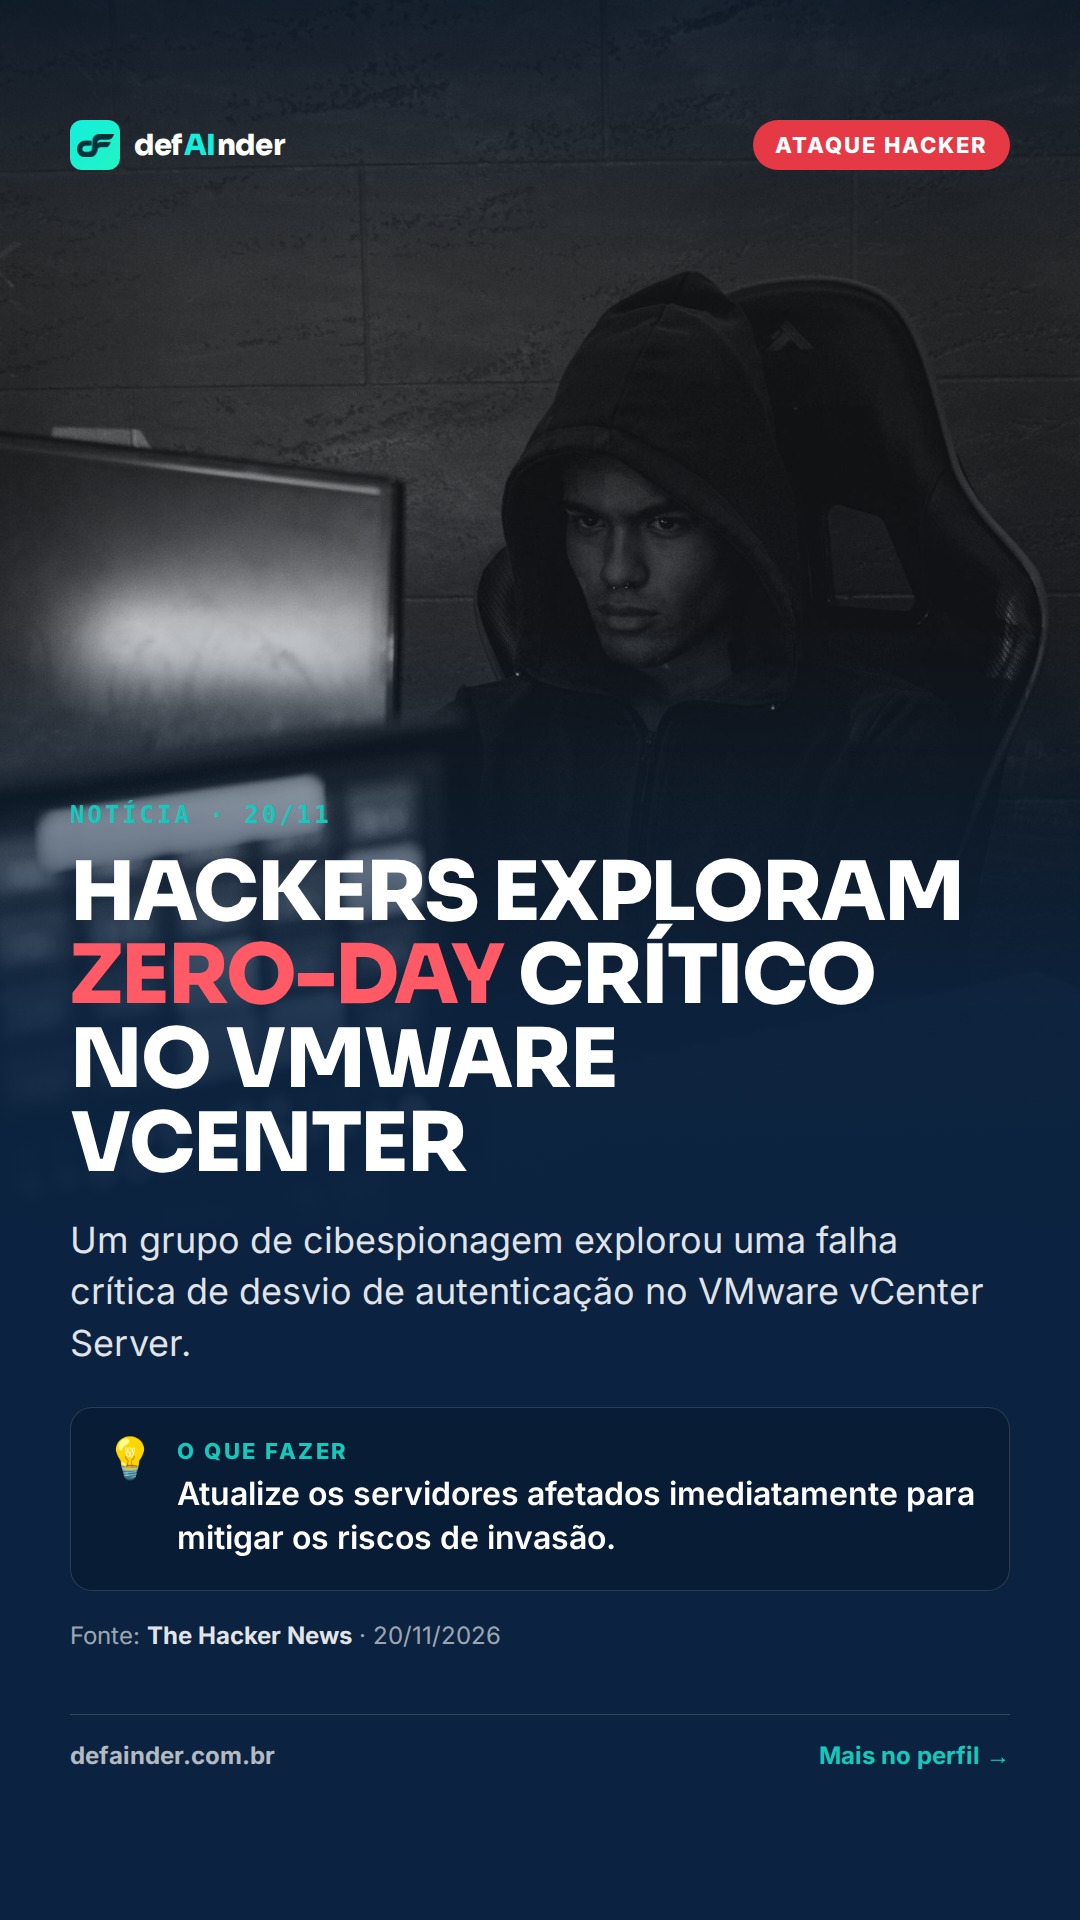 defAInder
ATAQUE HACKER
NOTÍCIA · 20/11
HACKERS EXPLORAM
ZERO-DAY CRÍTICO
NO VMWARE
VCENTER
Um grupo de cibespionagem explorou uma falha
crítica de desvio de autenticação no VMware vCenter
Server.
O QUE FAZER
Atualize os servidores afetados imediatamente para
mitigar os riscos de invasão.
Fonte: The Hacker News · 20/11/2026
defainder.com.br
Mais no perfil →